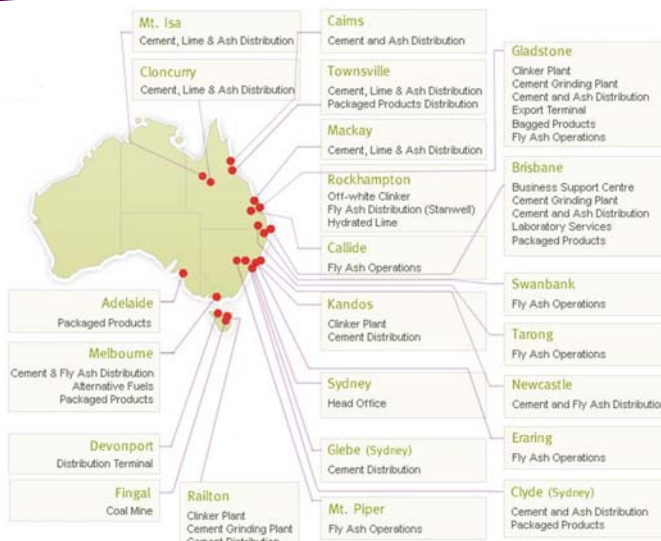 Mt. Isa
Cement, Lime & Ash Distribution
Cloncurry
Cement, Lime & Ash Distribution
Cairns
Cement and Ash Distribution
Townsville
Cement, Lime & Ash Distribution
Packaged Products Distribution
Mackay
Cement, Lime & Ash Distribution
Rockhampton
Off-white Clinker
Fly Ash Distribution (Stanwell)
Hydrated Lime
Callide
Fly Ash Operations
Kandos
Clinker Plant
Cement Distribution
Sydney
Head Office
Glebe (Sydney)
Cement Distribution
Mt. Piper
Fly Ash Operations
Gladstone
Clinker Plant
Cement Grinding Plant
Cement and Ash Distribution
Export Terminal
Bagged Products
Fly Ash Operations
Brisbane
Business Support Centre
Cement Grinding Plant
Cement and Ash Distribution
Laboratory Services
Packaged Products
Swanbank
Fly Ash Operations
Tarong
Fly Ash Operations
Newcastle
Cement and Fly Ash Distribution
Eraring
Fly Ash Operations
Clyde (Sydney)
Cement and Ash Distribution
Packaged Products
Adelaide
Packaged Products
Melbourne
Cement & Fly Ash Distribution
Alternative Fuels
Packaged Products
Devonport
Distribution Terminal
Fingal
Coal Mine
Railton
Clinker Plant
Cement Grinding Plant
Cement Distribution